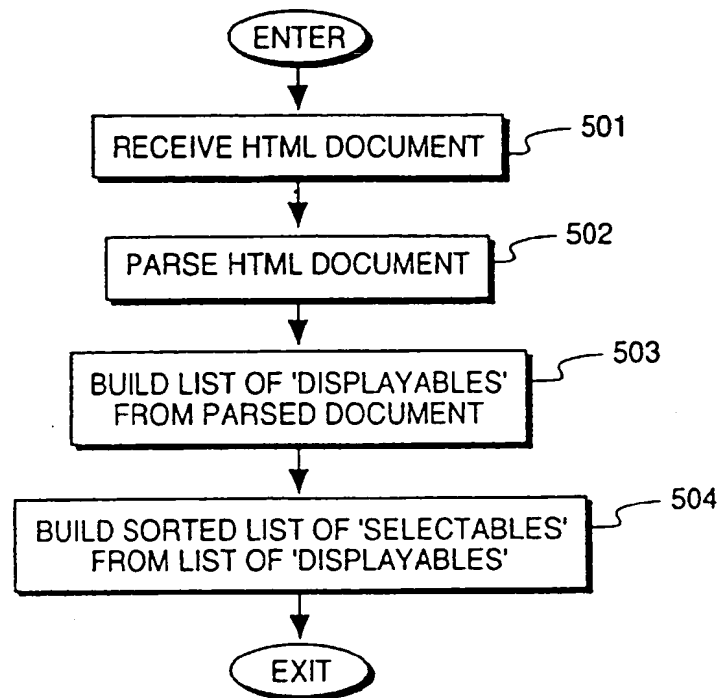 ENTER
RECEIVE HTML DOCUMENT
501
PARSE HTML DOCUMENT
502
BUILD LIST OF 'DISPLAYABLES'
FROM PARSED DOCUMENT
503
BUILD SORTED LIST OF 'SELECTABLES'
FROM LIST OF 'DISPLAYABLES'
504
EXIT